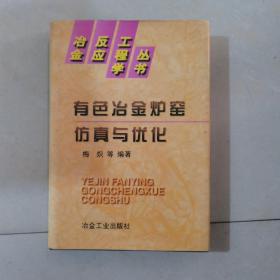 冶金反应工程学丛书
有色冶金炉窑
仿真与优化
梅炽 等 编著
YEJIN FANYING
GONGCHENGXUE
CONGSHU
冶金工业出版社